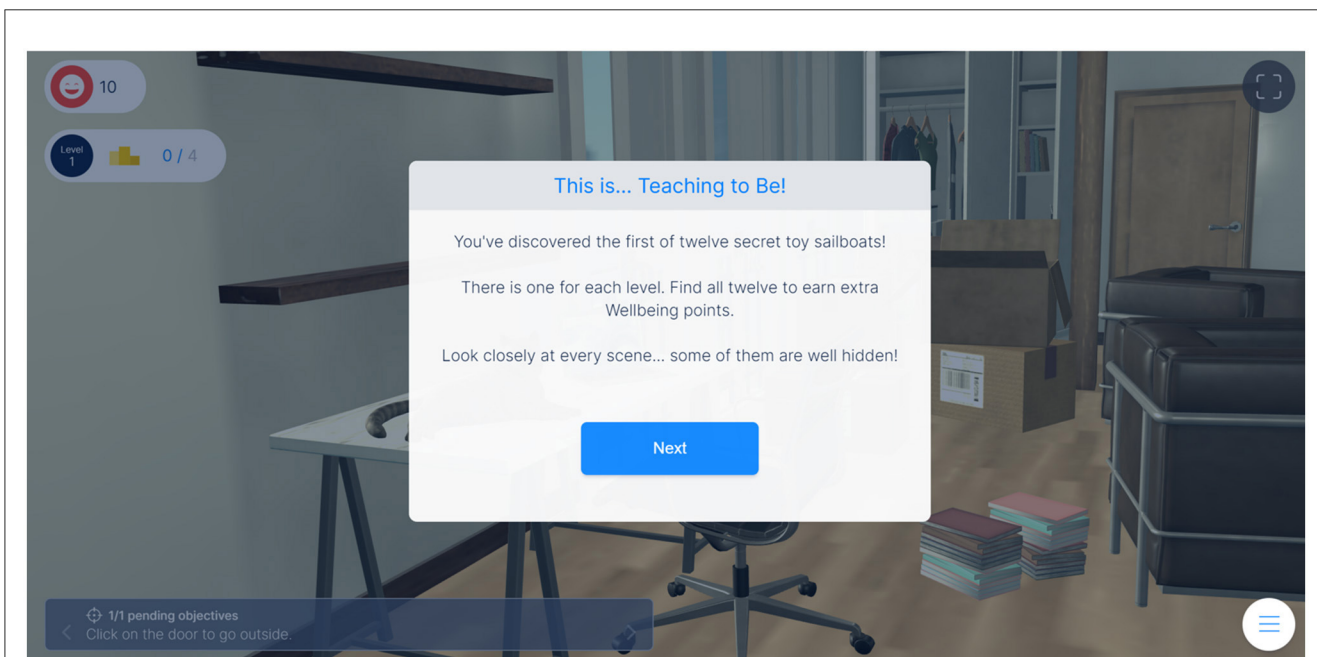 10
Level
1
0 / 4
This is... Teaching to Be!
You've discovered the first of twelve secret toy sailboats!
There is one for each level. Find all twelve to earn extra
Wellbeing points.
Look closely at every scene... some of them are well hidden!
Next
1/1 pending objectives
Click on the door to go outside.